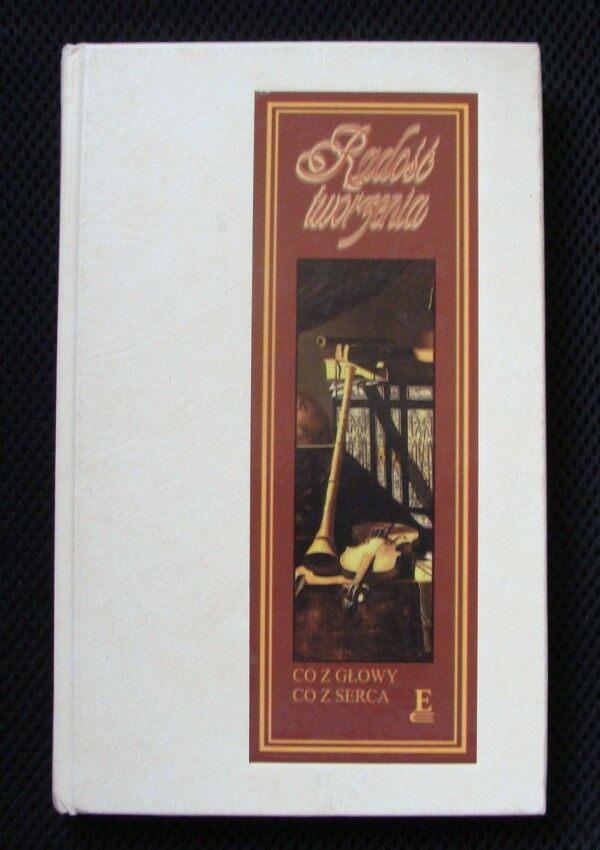 Radość
tworzenia
CO Z GŁOWY
CO Z SERCA
E